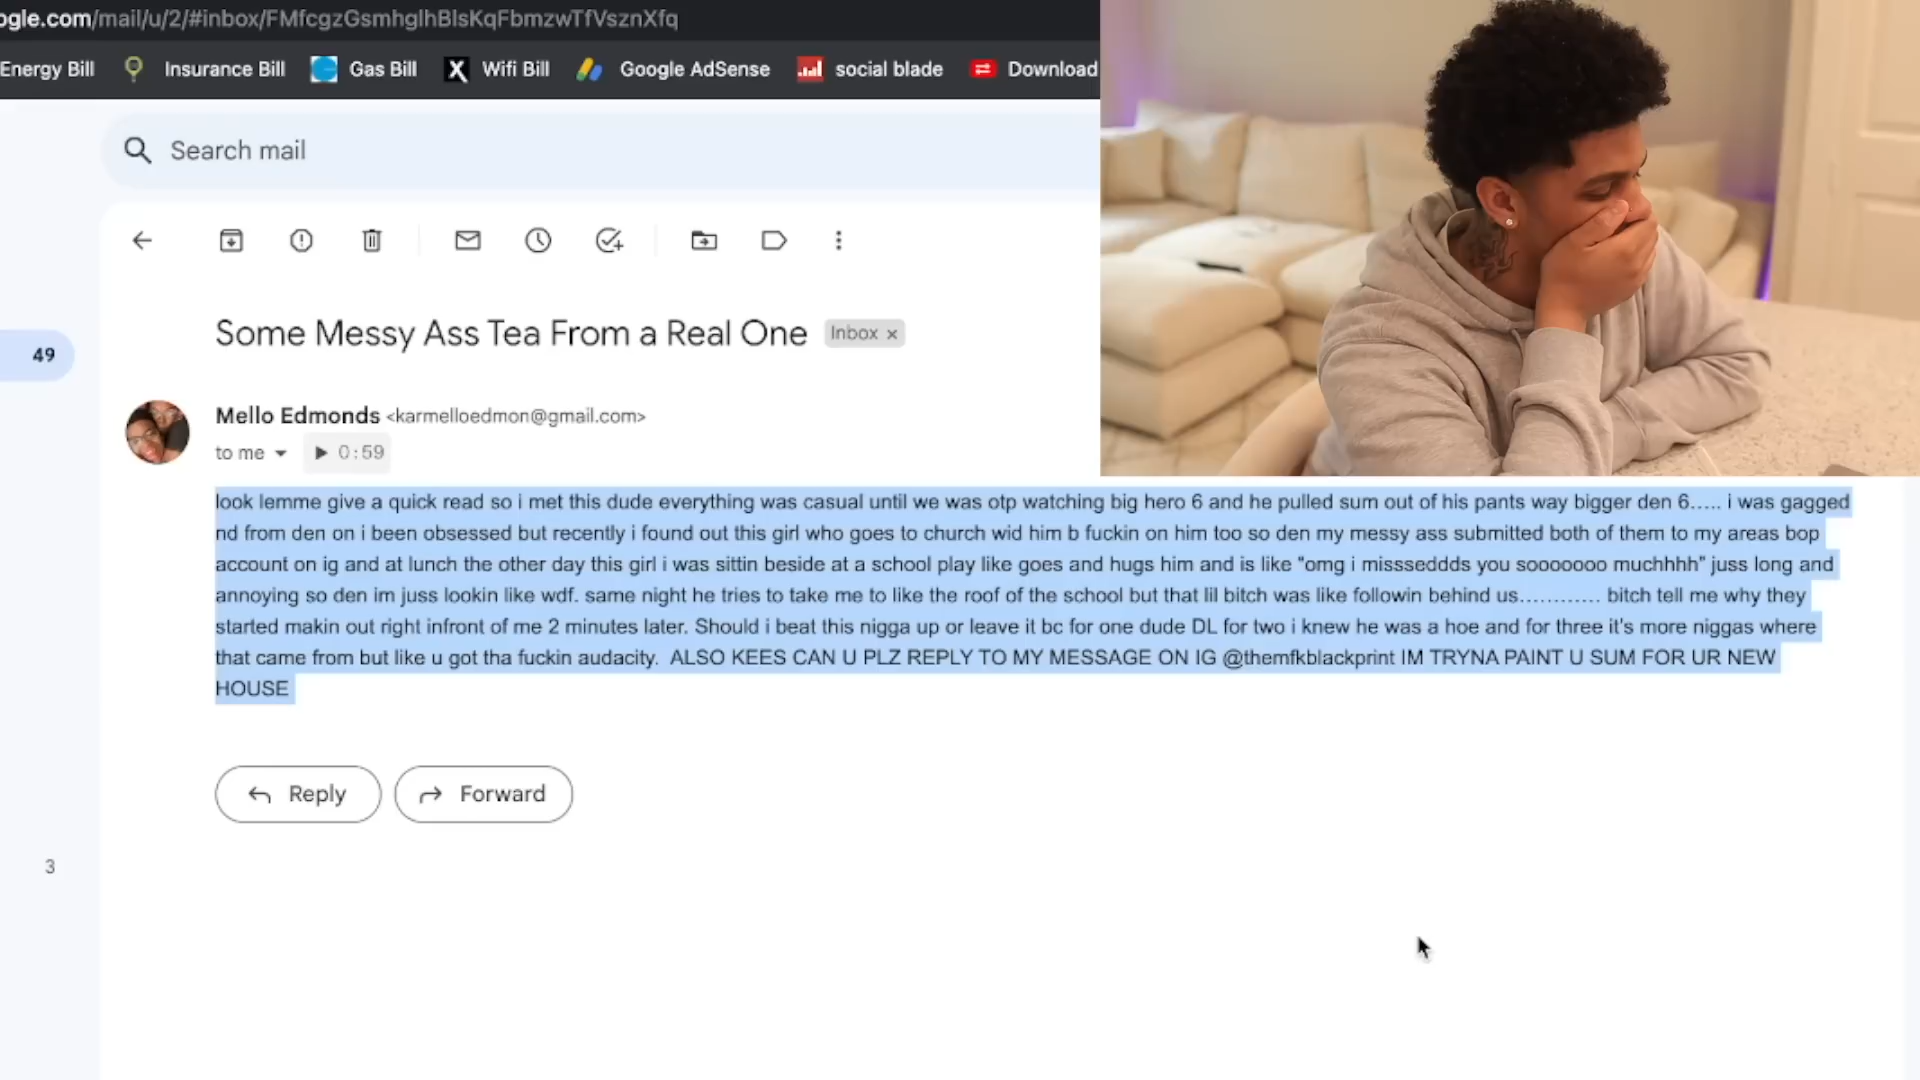 ogle.com/mail/u/2/#inbox/FMfcgzGsmhglhBlsKqFbmzwTfVsznXfq
Energy Bill Insurance Bill Gas Bill Wifi Bill Google AdSense social blade Download
Search mail
Some Messy Ass Tea From a Real One Inbox ×
49
Mello Edmonds <karmelloedmon@gmail.com>
to me 0:59
look lemme give a quick read so i met this dude everything was casual until we was otp watching big hero 6 and he pulled sum out of his pants way bigger den 6..... i was gagged
nd from den on i been obsessed but recently i found out this girl who goes to church wid him b fuckin on him too so den my messy ass submitted both of them to my areas bop
account on ig and at lunch the other day this girl i was sittin beside at a school play like goes and hugs him and is like "omg i missseddds you sooooooo muchhhh" juss long and
annoying so den im juss lookin like wdf. same night he tries to take me to like the roof of the school but that lil bitch was like followin behind us............ bitch tell me why they
started makin out right infront of me 2 minutes later. Should i beat this nigga up or leave it bc for one dude DL for two i knew he was a hoe and for three it's more niggas where
that came from but like u got tha fuckin audacity. ALSO KEES CAN U PLZ REPLY TO MY MESSAGE ON IG @themfkblackprint IM TRYNA PAINT U SUM FOR UR NEW
HOUSE
Reply Forward
3